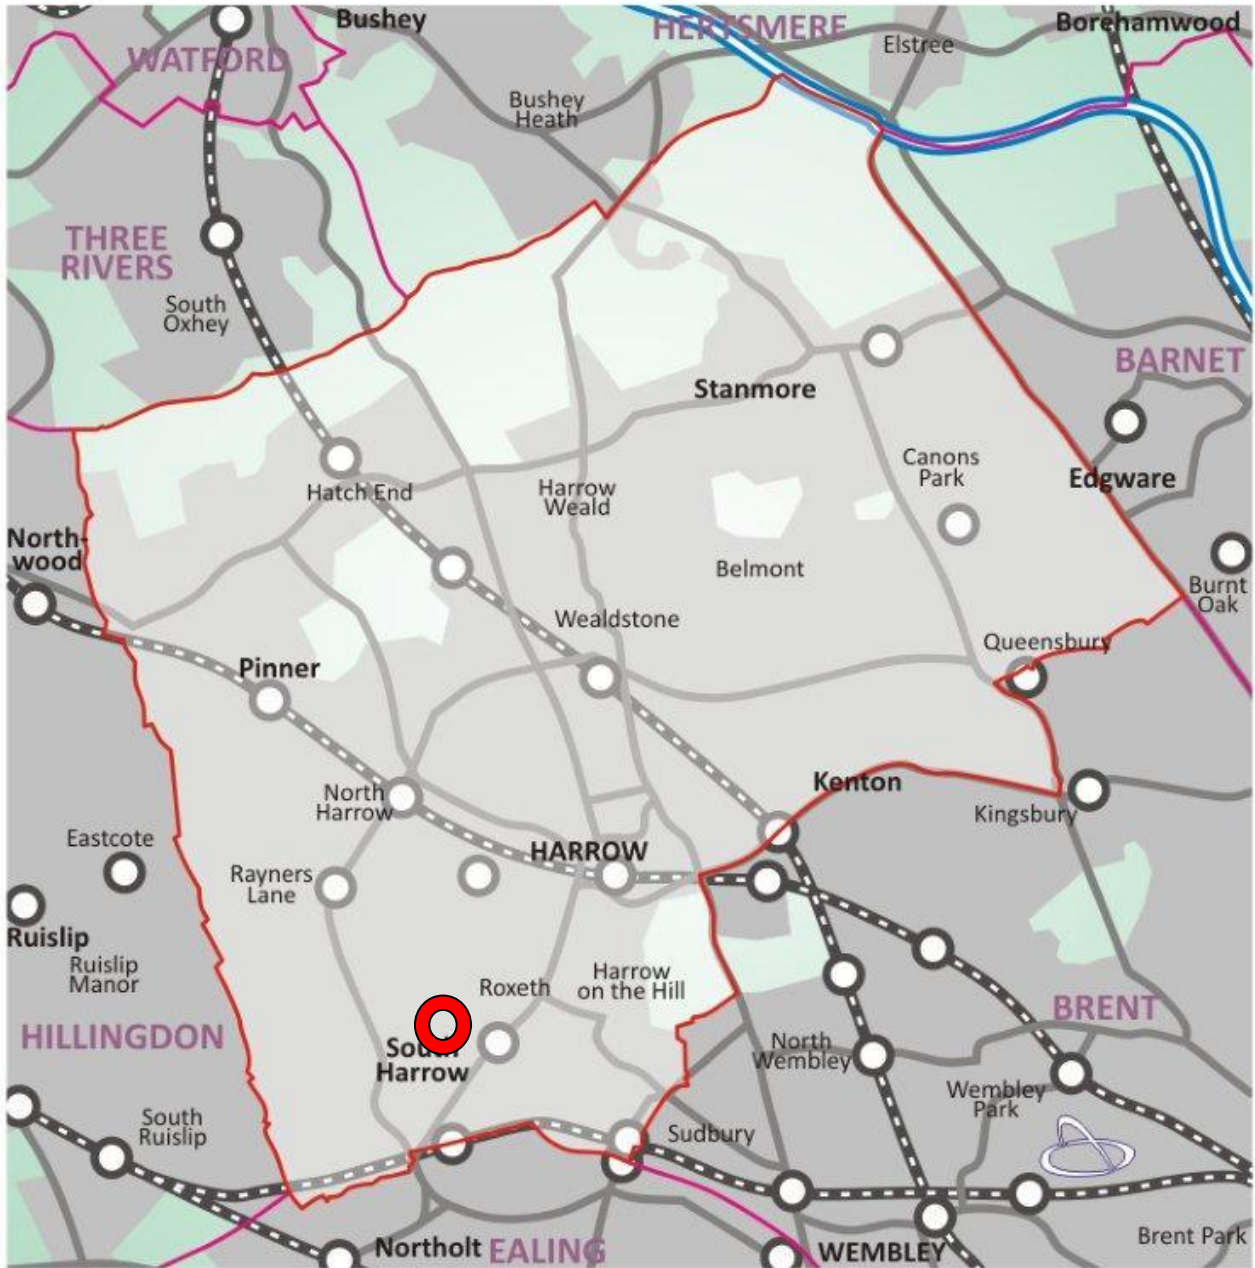 Bushey
HERTSMERE
Borehamwood
Elstree
WATFORD
Bushey
Heath
THREE
RIVERS
South
Oxhey
BARNET
Stanmore
Canons
Park
Edgware
Hatch End
Harrow
Weald
North-
wood
Belmont
Burnt
Oak
Wealdstone
Queensbury
Pinner
Kenton
North
Harrow
Kingsbury
Eastcote
HARROW
Rayners
Lane
Ruislip
Ruislip
Manor
Harrow
on the Hill
Roxeth
BRENT
HILLINGDON
South
Harrow
North
Wembley
Wembley
Park
South
Ruislip
Sudbury
Brent Park
Northolt
EALING
WEMBLEY